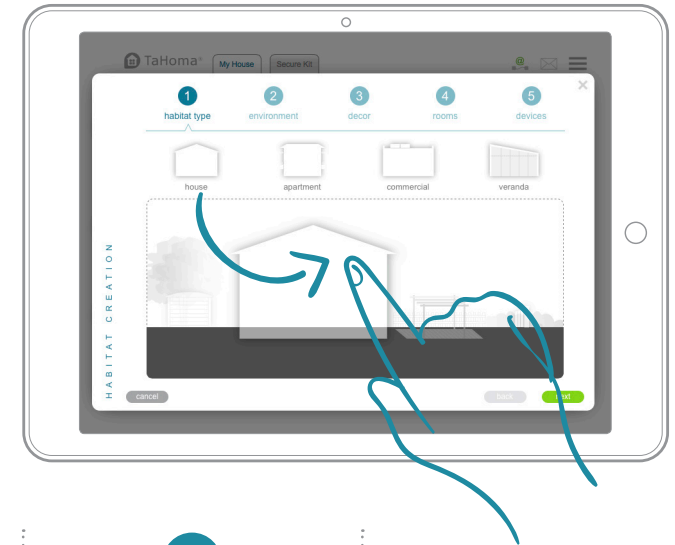 TaHoma® My House Secure Kit @
1 2 3 4 5
habitat type environment decor rooms devices
house apartment commercial veranda
HABITAT CREATION
cancel back next